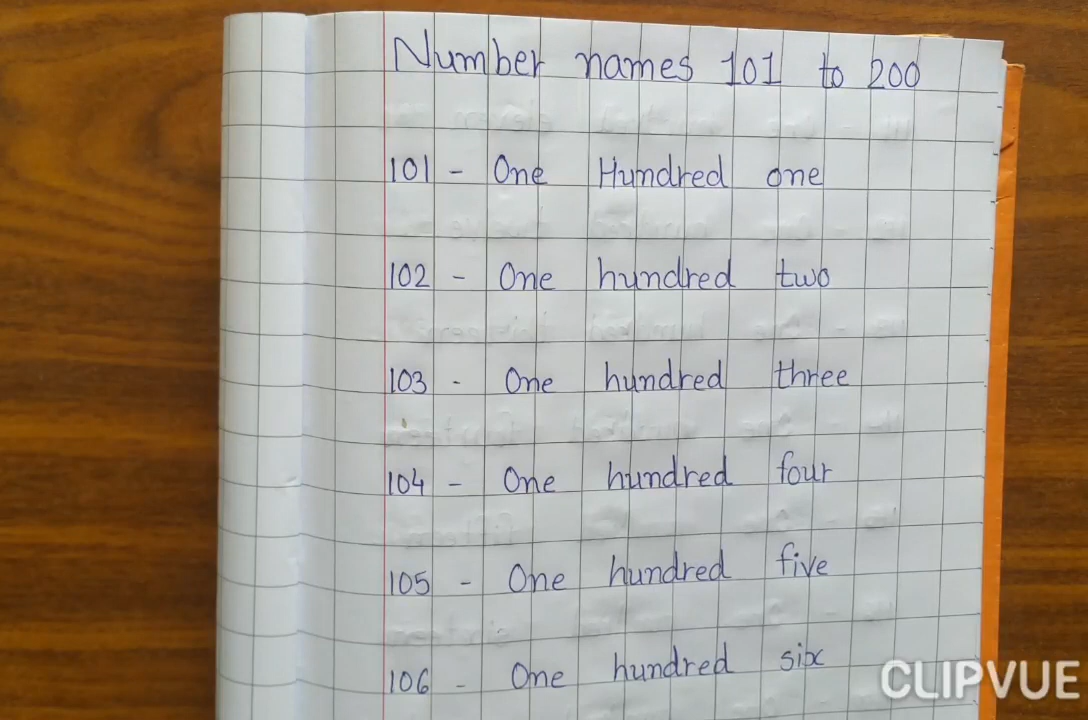 Number names 101 to 200
101 - One Hundred one
102 - One hundred two
103 - One hundred three
104 - One hundred four
105 - One hundred five
106 - One hundred six
CLIPVUE